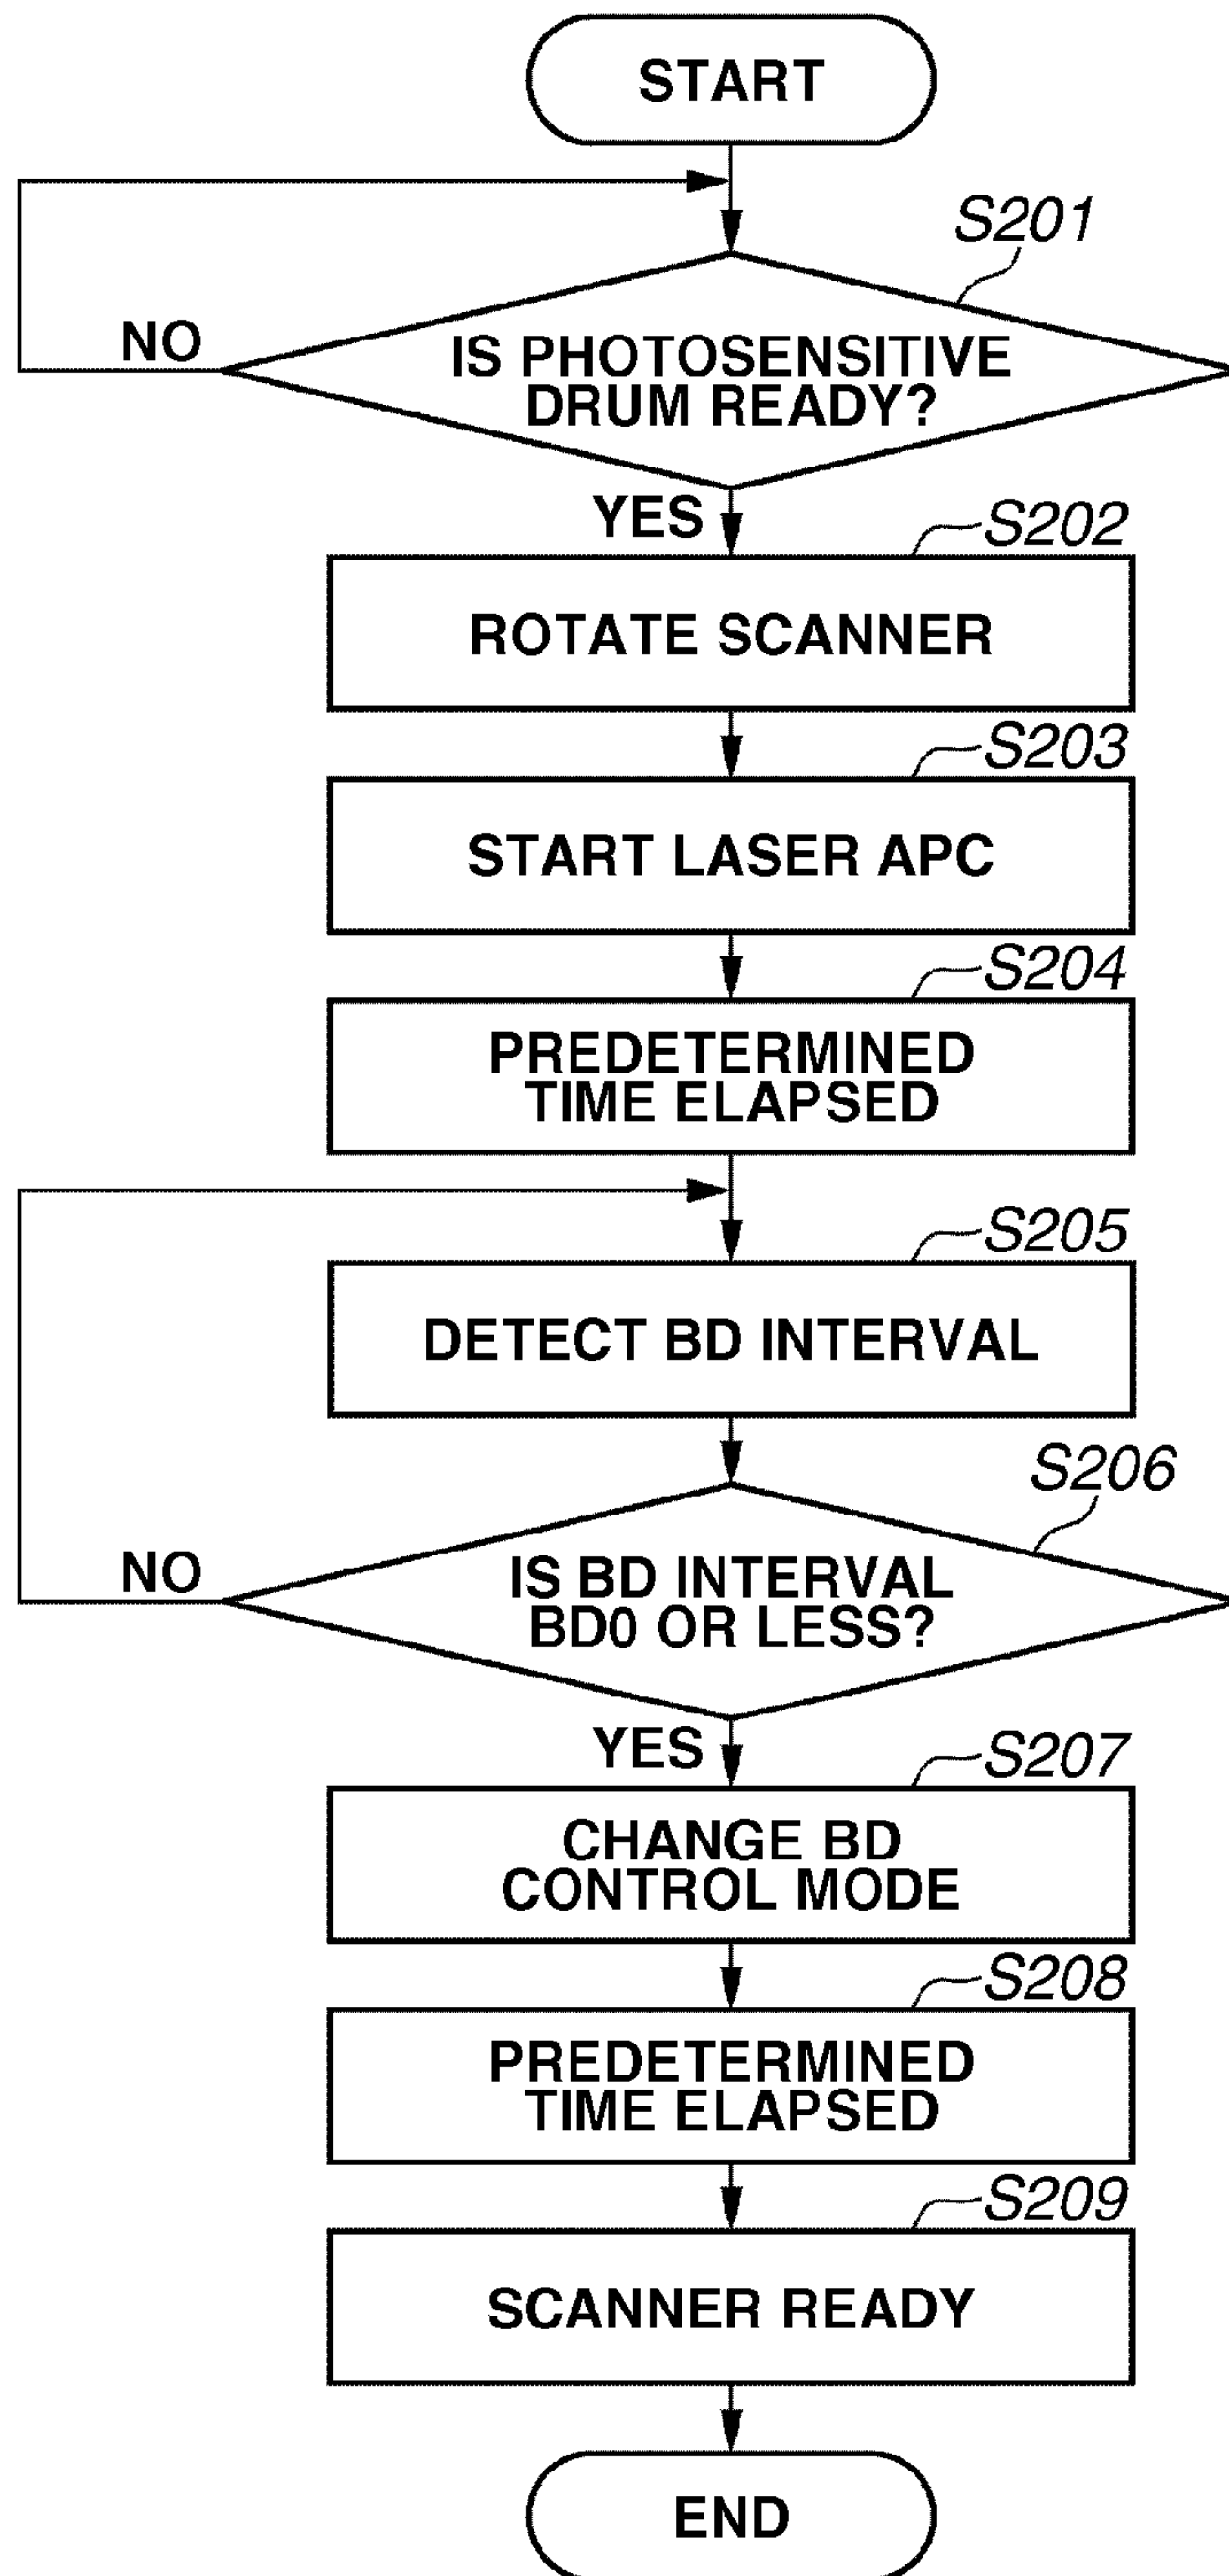 START
S201
NO
IS PHOTOSENSITIVE
DRUM READY?
YES
S202
ROTATE SCANNER
S203
START LASER APC
S204
PREDETERMINED
TIME ELAPSED
S205
DETECT BD INTERVAL
S206
NO
IS BD INTERVAL
BD0 OR LESS?
YES
S207
CHANGE BD
CONTROL MODE
S208
PREDETERMINED
TIME ELAPSED
S209
SCANNER READY
END